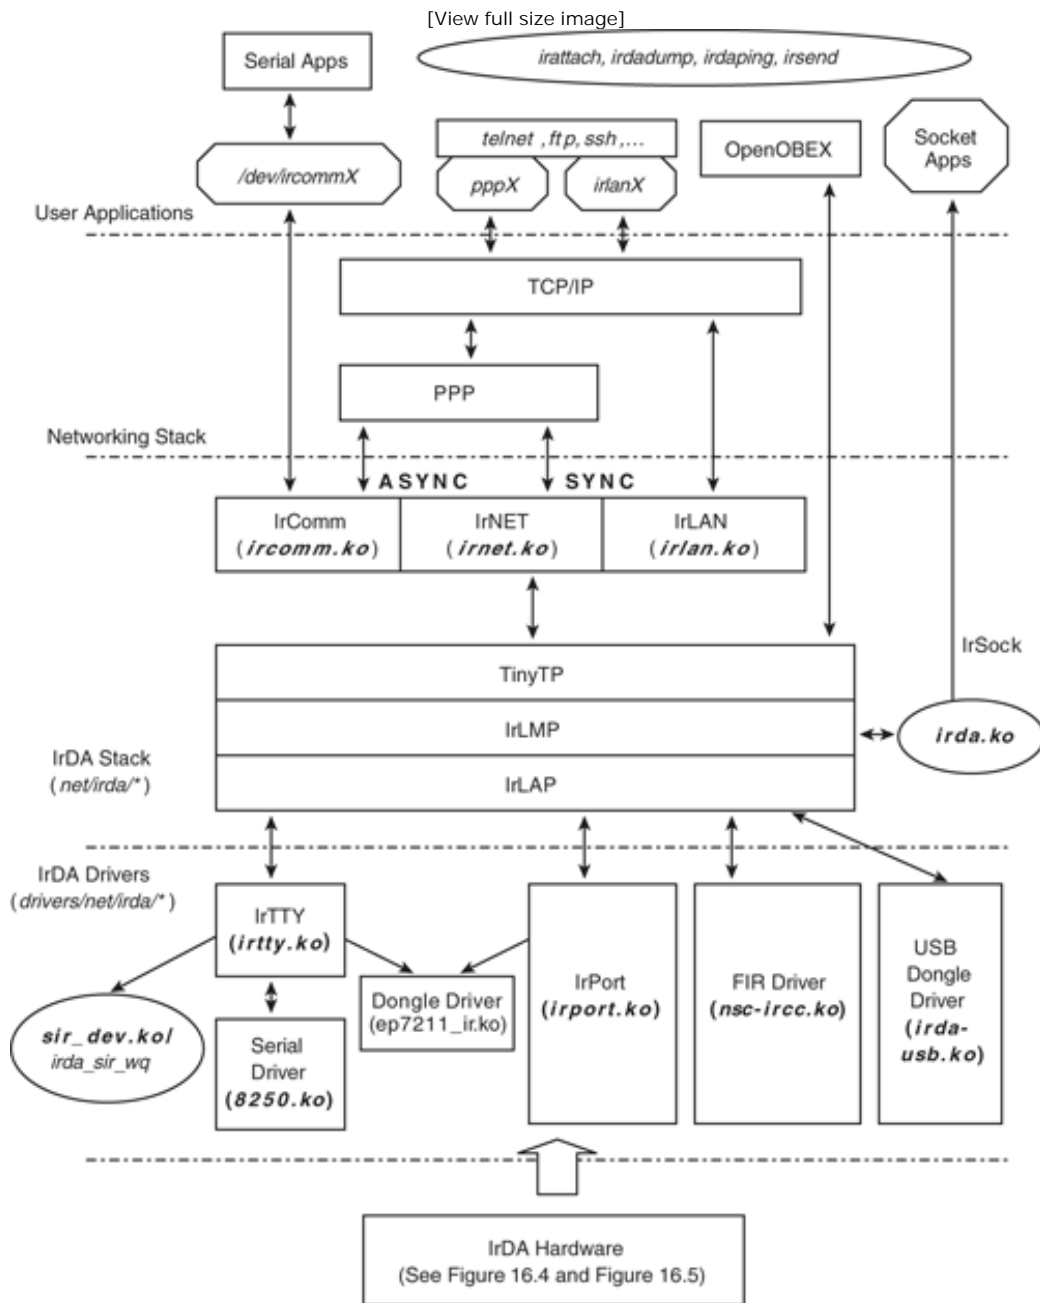 [View full size image]
Serial Apps
irattach, irdadump, irdaping, irsend
/dev/ircommX
telnet , ftp, ssh ,...
pppX
irlanX
OpenOBEX
Socket
Apps
User Applications
TCP/IP
PPP
Networking Stack
ASYNC
SYNC
IrComm
(ircomm.ko)
IrNET
(irnet.ko)
IrLAN
(irlan.ko)
TinyTP
IrLMP
IrLAP
IrSock
irda.ko
IrDA Stack
(net/irda/*)
IrDA Drivers
(drivers/net/irda/*)
IrTTY
(irtty.ko)
sir_dev.ko/
irda_sir_wq
Serial
Driver
(8250.ko)
Dongle Driver
(ep7211_ir.ko)
IrPort
(irport.ko)
FIR Driver
(nsc-ircc.ko)
USB
Dongle
Driver
(irda-
usb.ko)
IrDA Hardware
(See Figure 16.4 and Figure 16.5)